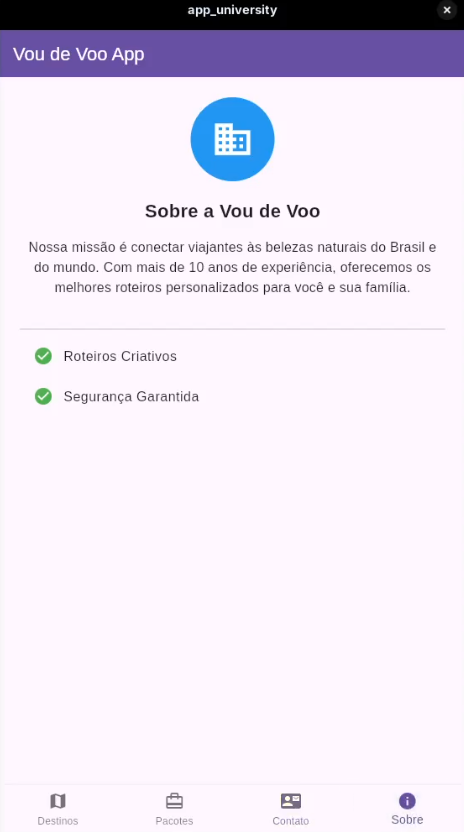 app_university
Vou de Voo App
Sobre a Vou de Voo
Nossa missão é conectar viajantes às belezas naturais do Brasil e
do mundo. Com mais de 10 anos de experiência, oferecemos os
melhores roteiros personalizados para você e sua família.
Roteiros Criativos
Segurança Garantida
Destinos
Pacotes
Contato
Sobre